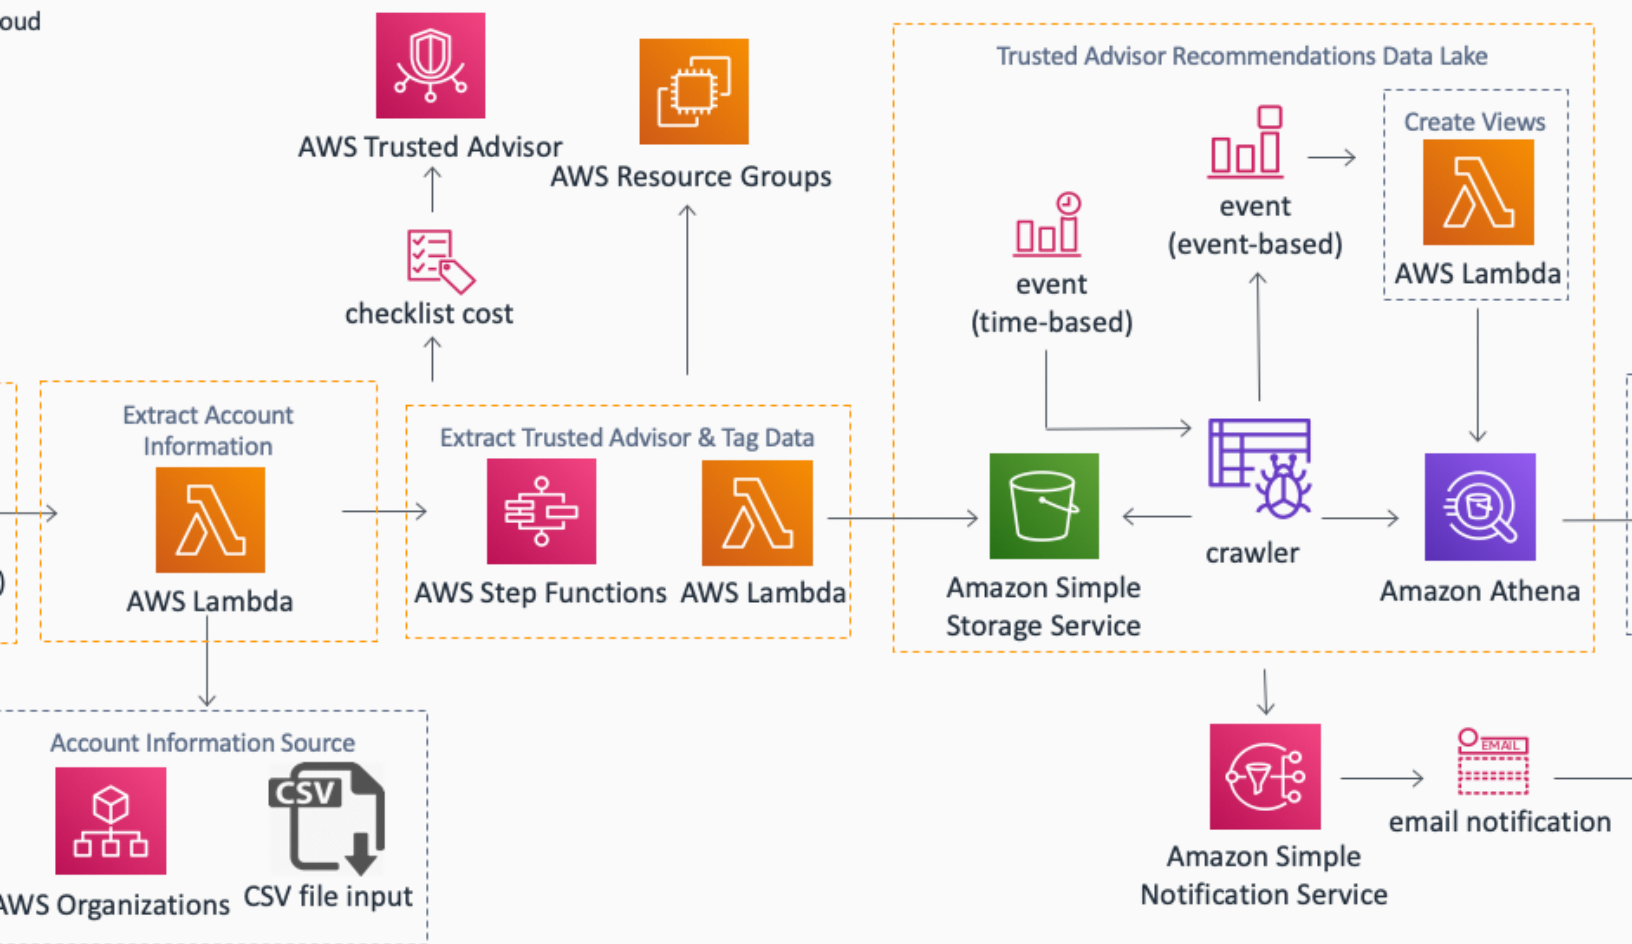 oud
AWS Trusted Advisor
AWS Resource Groups
checklist cost
Extract Account
Information
AWS Lambda
Extract Trusted Advisor & Tag Data
AWS Step Functions
AWS Lambda
Account Information Source
AWS Organizations
CSV
CSV file input
)
Trusted Advisor Recommendations Data Lake
event
(time-based)
event
(event-based)
Create Views
AWS Lambda
Amazon Simple
Storage Service
crawler
Amazon Athena
Amazon Simple
Notification Service
EMAIL
email notification